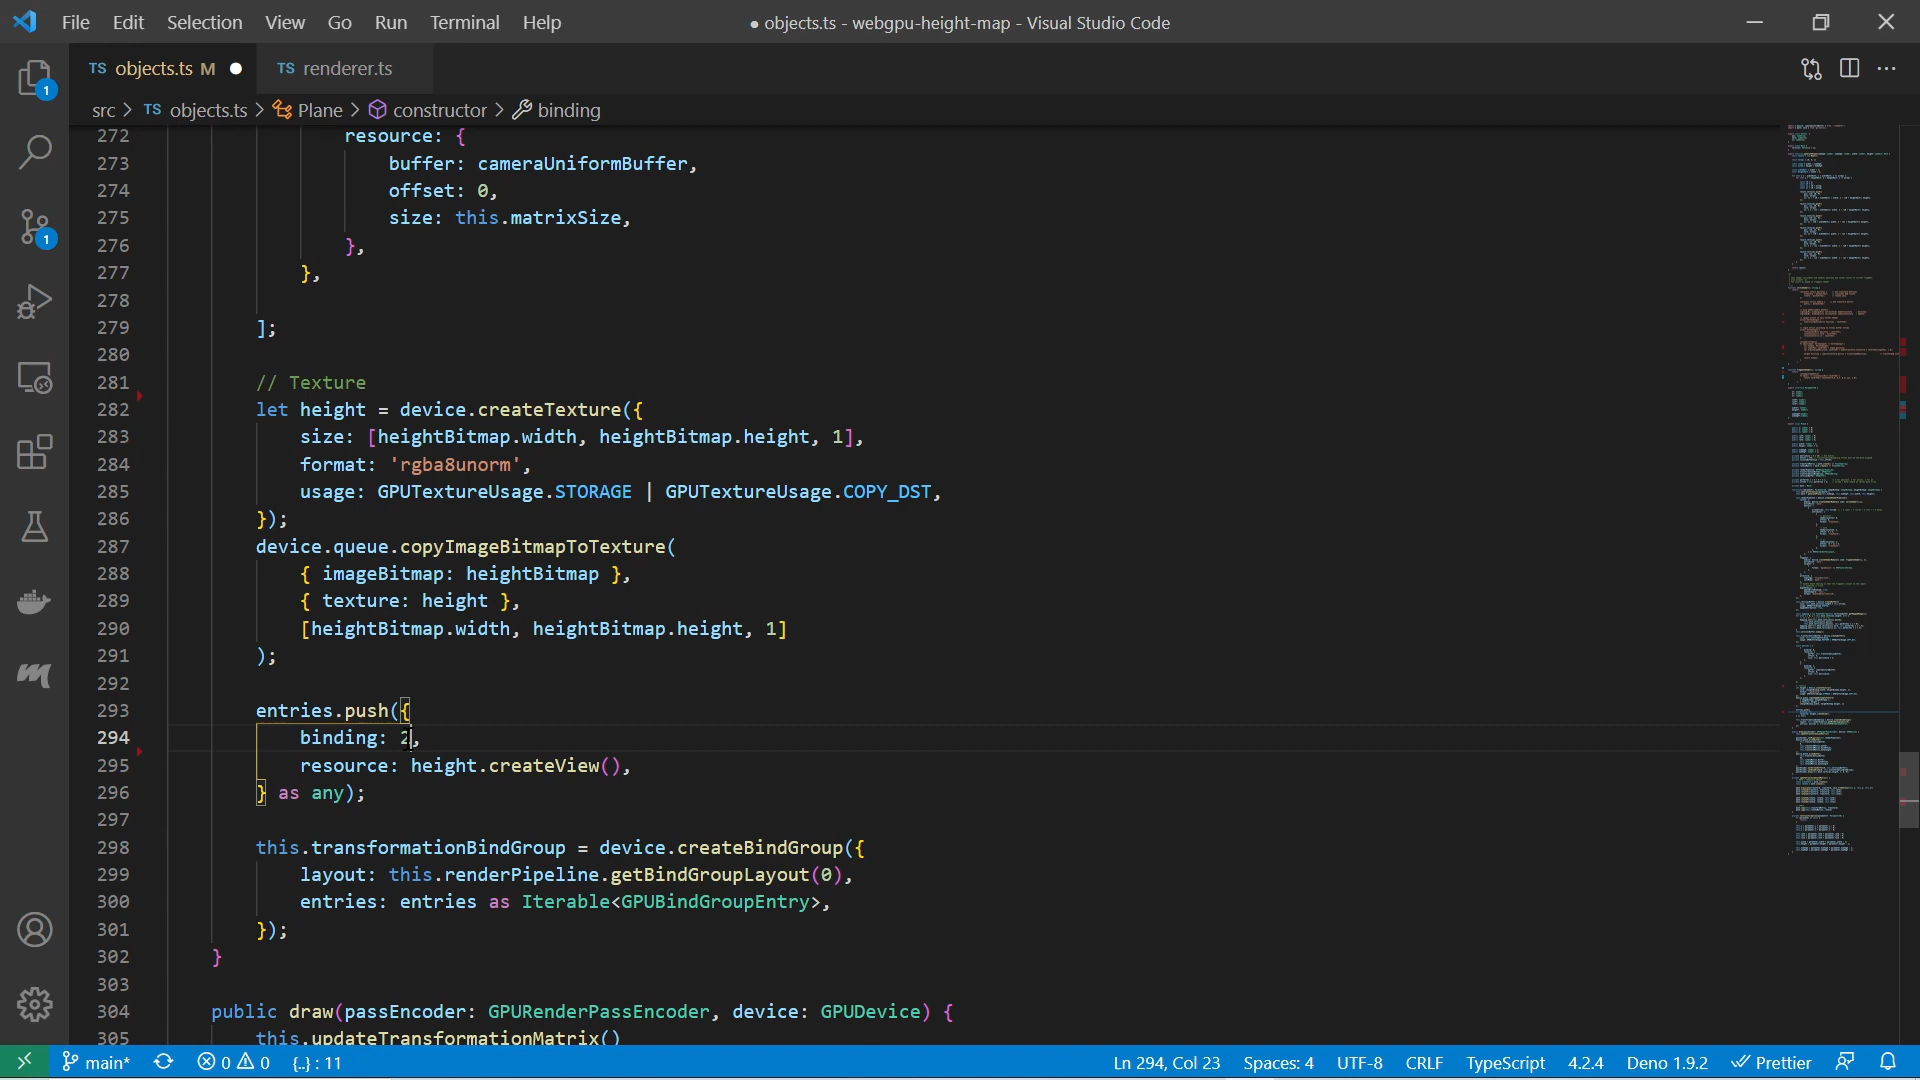 File Edit Selection View Go Run Terminal Help
● objects.ts - webgpu-height-map - Visual Studio Code
TS objects.ts M ●
TS renderer.ts
src > TS objects.ts > Plane > constructor > binding
272 resource: {
273 buffer: cameraUniformBuffer,
274 offset: 0,
275 size: this.matrixSize,
276 },
277 },
278
279 ];
280
281 // Texture
282 let height = device.createTexture({
283 size: [heightBitmap.width, heightBitmap.height, 1],
284 format: 'rgba8unorm',
285 usage: GPUTextureUsage.STORAGE | GPUTextureUsage.COPY_DST,
286 });
287 device.queue.copyImageBitmapToTexture(
288 { imageBitmap: heightBitmap },
289 { texture: height },
290 [heightBitmap.width, heightBitmap.height, 1]
291 );
292
293 entries.push({
294 binding: 2,
295 resource: height.createView(),
296 } as any);
297
298 this.transformationBindGroup = device.createBindGroup({
299 layout: this.renderPipeline.getBindGroupLayout(0),
300 entries: entries as Iterable<GPUBindGroupEntry>,
301 });
302 }
303
304 public draw(passEncoder: GPURenderPassEncoder, device: GPUDevice) {
305 this.updateTransformationMatrix()
1
1
main* 0 0 {..} : 11
Ln 294, Col 23 Spaces: 4 UTF-8 CRLF TypeScript 4.2.4 Deno 1.9.2 Prettier